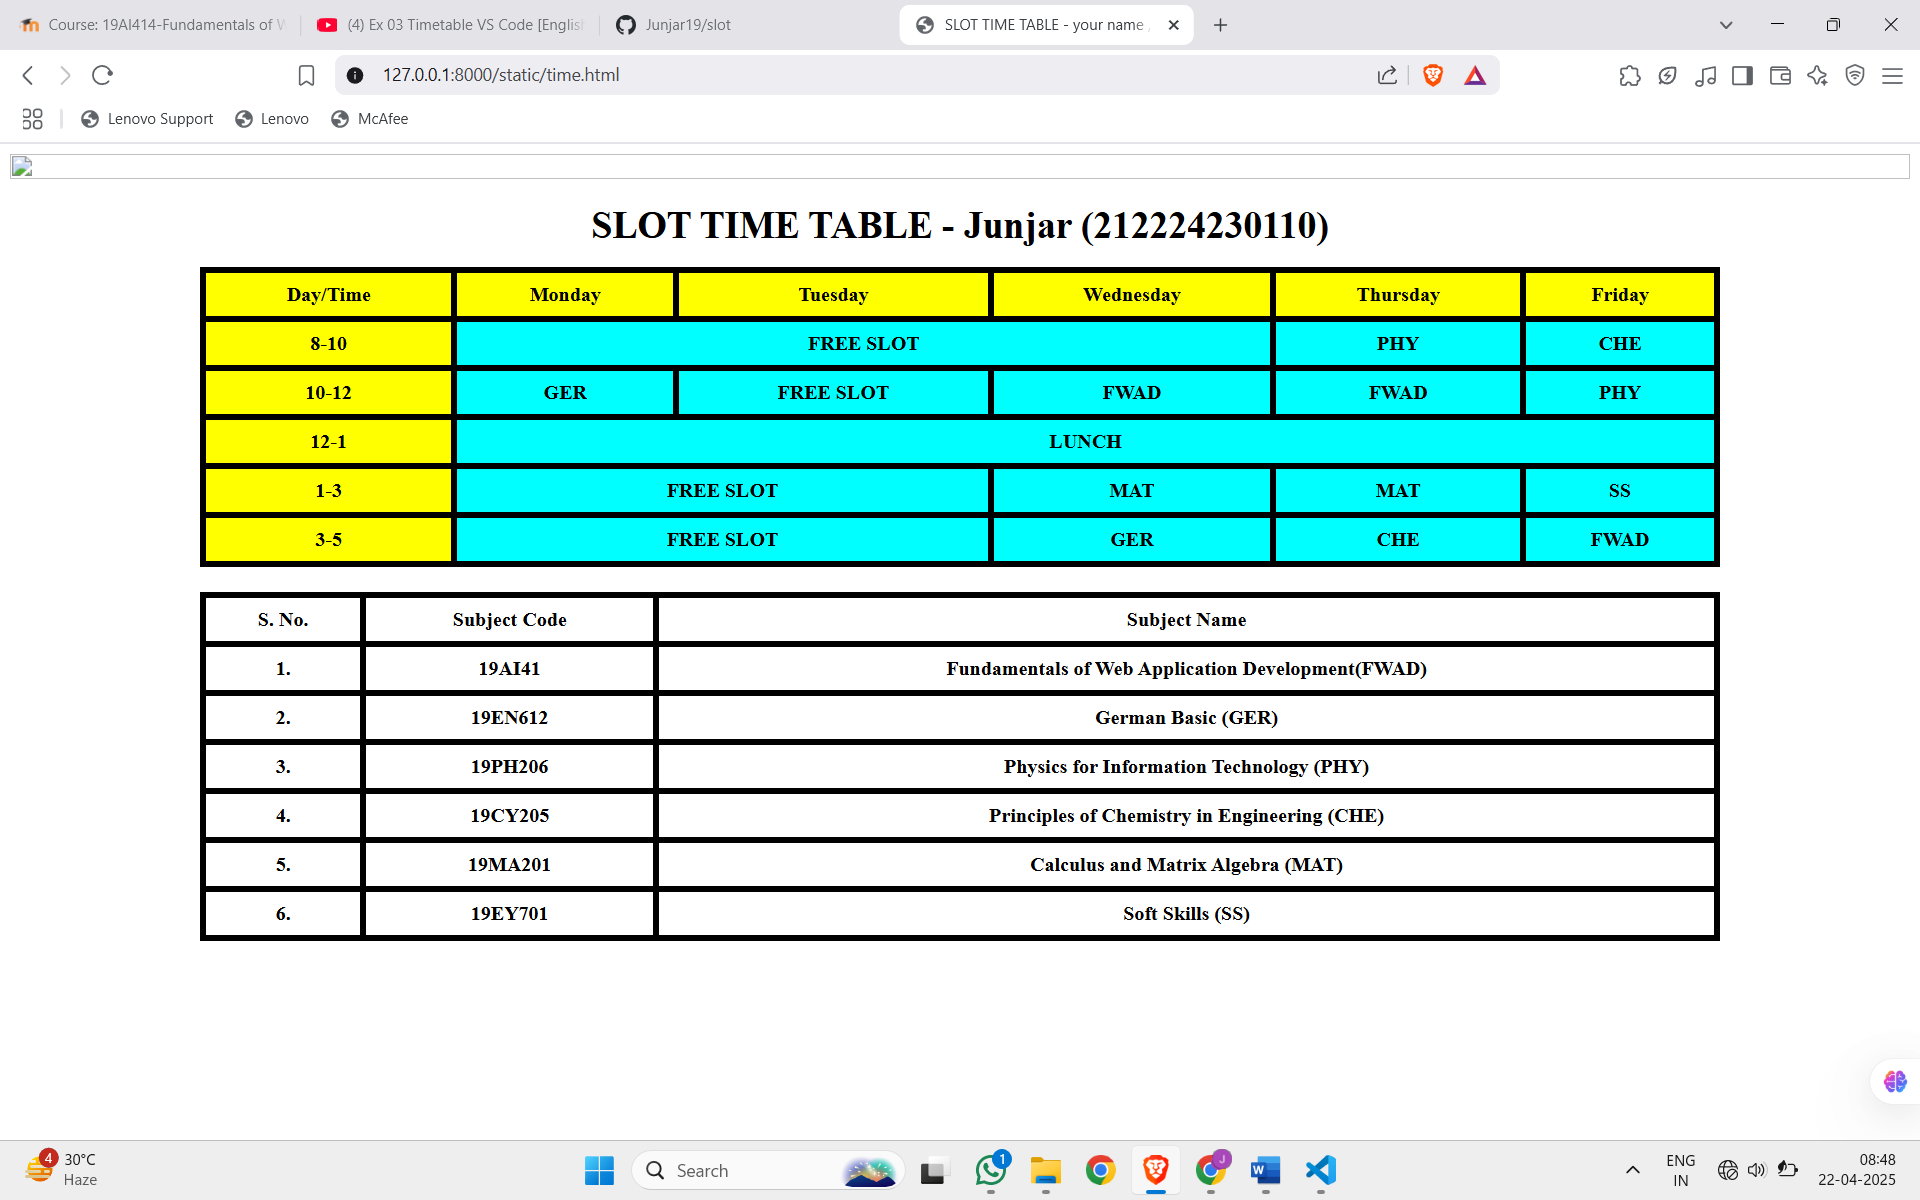 Course: 19AI414-Fundamentals of W
(4) Ex 03 Timetable VS Code [Englis
Junjar19/slot
SLOT TIME TABLE - your name
127.0.0.1:8000/static/time.html
Lenovo Support
Lenovo
McAfee
SLOT TIME TABLE - Junjar (212224230110)
Day/Time Monday Tuesday Wednesday Thursday Friday
8-10 FREE SLOT PHY CHE
10-12 GER FREE SLOT FWAD FWAD PHY
12-1 LUNCH
1-3 FREE SLOT MAT MAT SS
3-5 FREE SLOT GER CHE FWAD
S. No. Subject Code Subject Name
1. 19AI41 Fundamentals of Web Application Development(FWAD)
2. 19EN612 German Basic (GER)
3. 19PH206 Physics for Information Technology (PHY)
4. 19CY205 Principles of Chemistry in Engineering (CHE)
5. 19MA201 Calculus and Matrix Algebra (MAT)
6. 19EY701 Soft Skills (SS)
4
30°C
Haze
Search
1
J
W
ENG
IN
08:48
22-04-2025